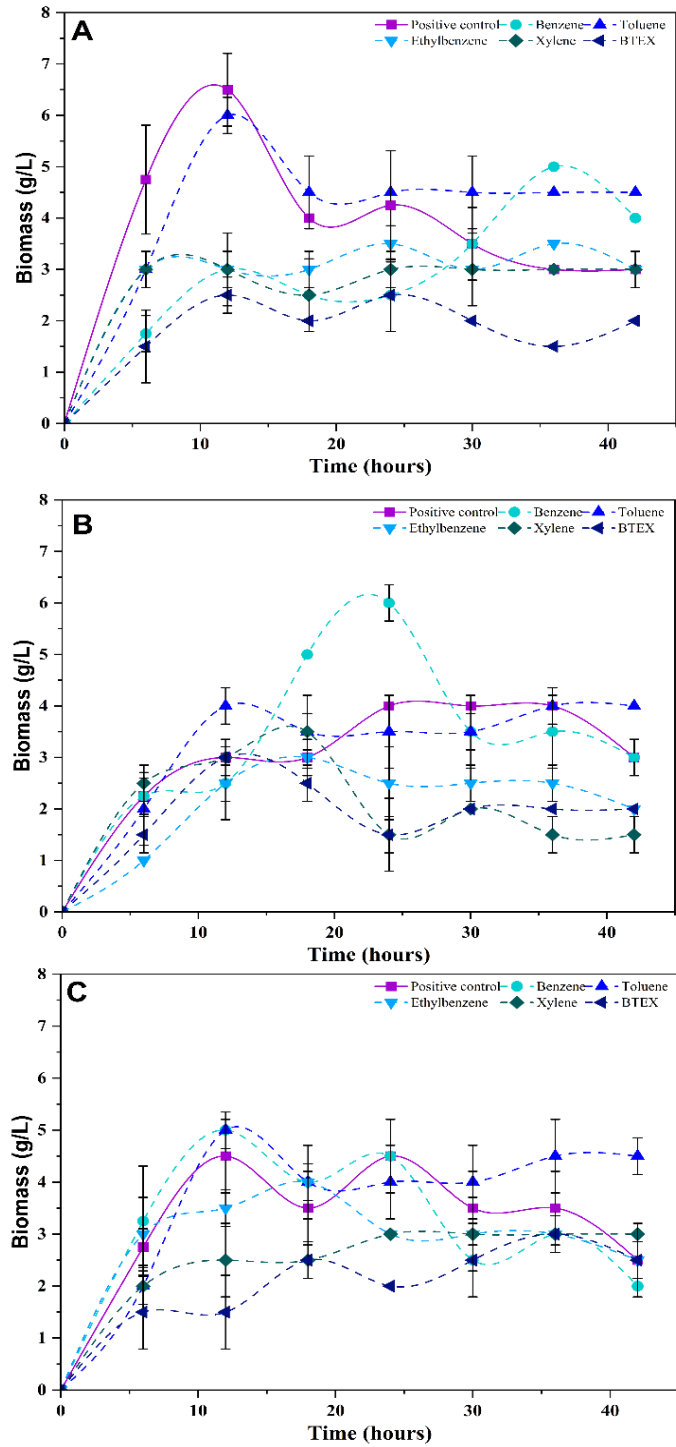 A
Positive control Benzene Toluene
Ethylbenzene Xylene BTEX
8
7
6
5
4
3
2
1
0
Biomass (g/L)
0 10 20 30 40
Time (hours)
B
Positive control Benzene Toluene
Ethylbenzene Xylene BTEX
8
7
6
5
4
3
2
1
0
Biomass (g/L)
0 10 20 30 40
Time (hours)
C
Positive control Benzene Toluene
Ethylbenzene Xylene BTEX
8
7
6
5
4
3
2
1
0
Biomass (g/L)
0 10 20 30 40
Time (hours)